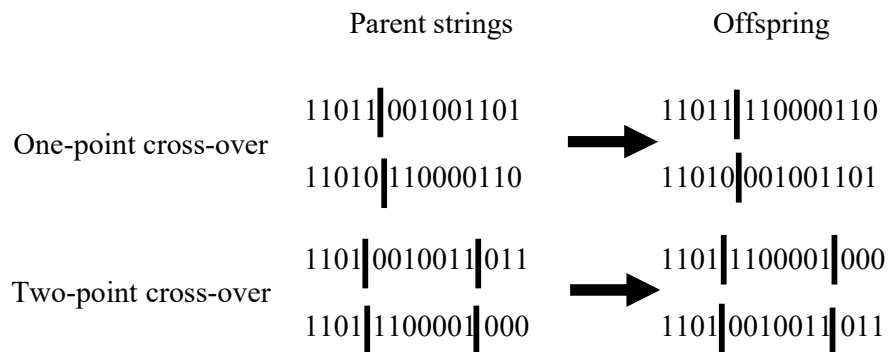 Parent strings Offspring
11011 001001101 11011 110000110
One-point cross-over
11010 110000110 11010 001001101
1101 0010011 011 1101 1100001 000
Two-point cross-over
1101 1100001 000 1101 0010011 011